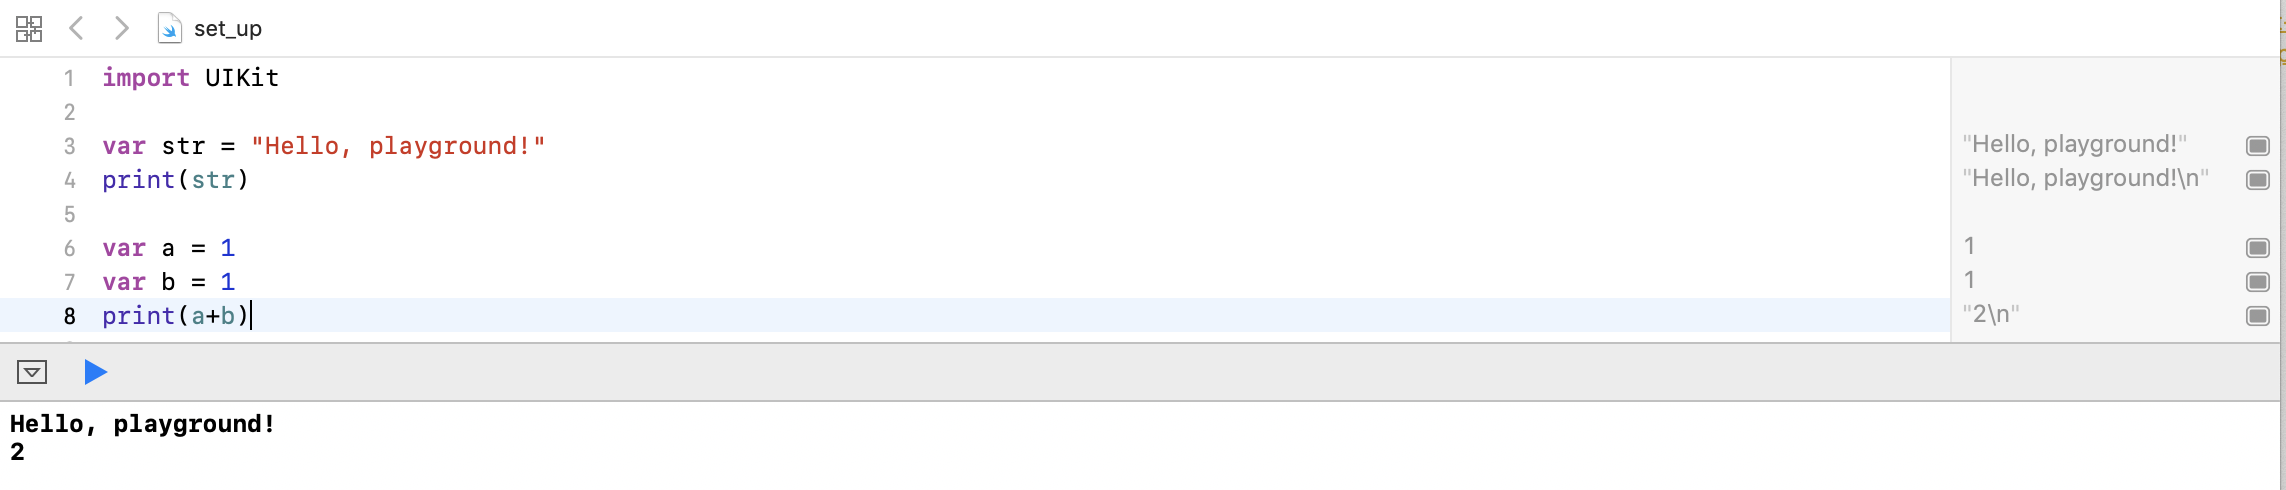 set_up
1 import UIKit
2
3 var str = "Hello, playground!" "Hello, playground!"
4 print(str) "Hello, playground!\n"
5
6 var a = 1 1
7 var b = 1 1
8 print(a+b) "2\n"
Hello, playground!
2